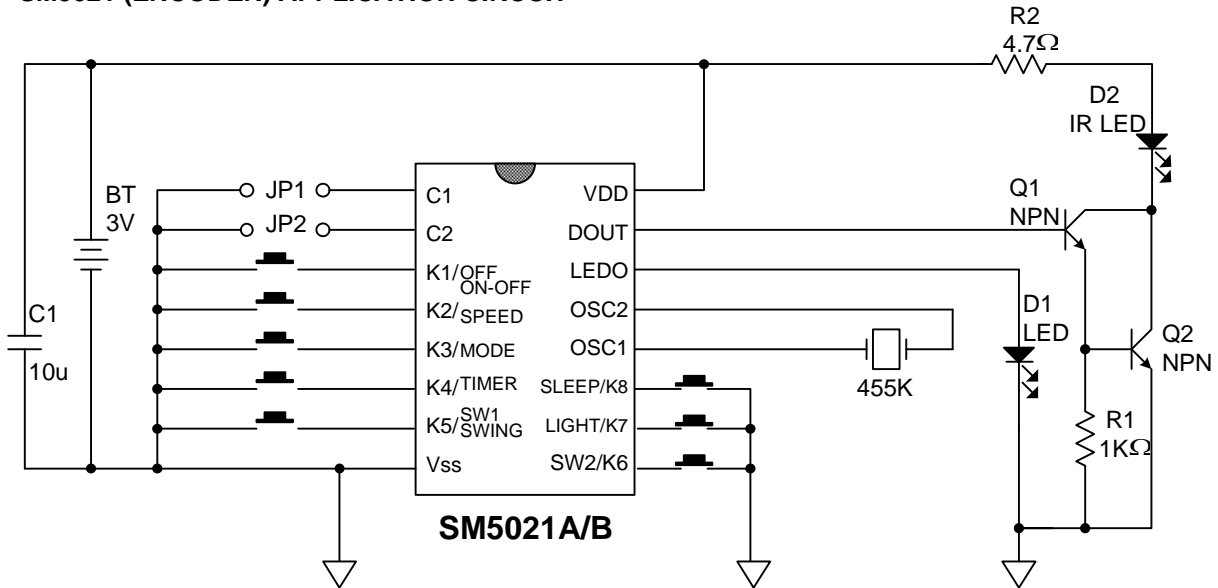 R2
4.7Ω
D2
IR LED
BT
3V
JP1
JP2
C1
10u
C1
C2
K1/OFF
ON-OFF
K2/SPEED
K3/MODE
K4/TIMER
K5/SW1
SWING
Vss
VDD
DOUT
LEDO
OSC2
OSC1
SLEEP/K8
LIGHT/K7
SW2/K6
SM5021A/B
455K
Q1
NPN
D1
LED
Q2
NPN
R1
1KΩ